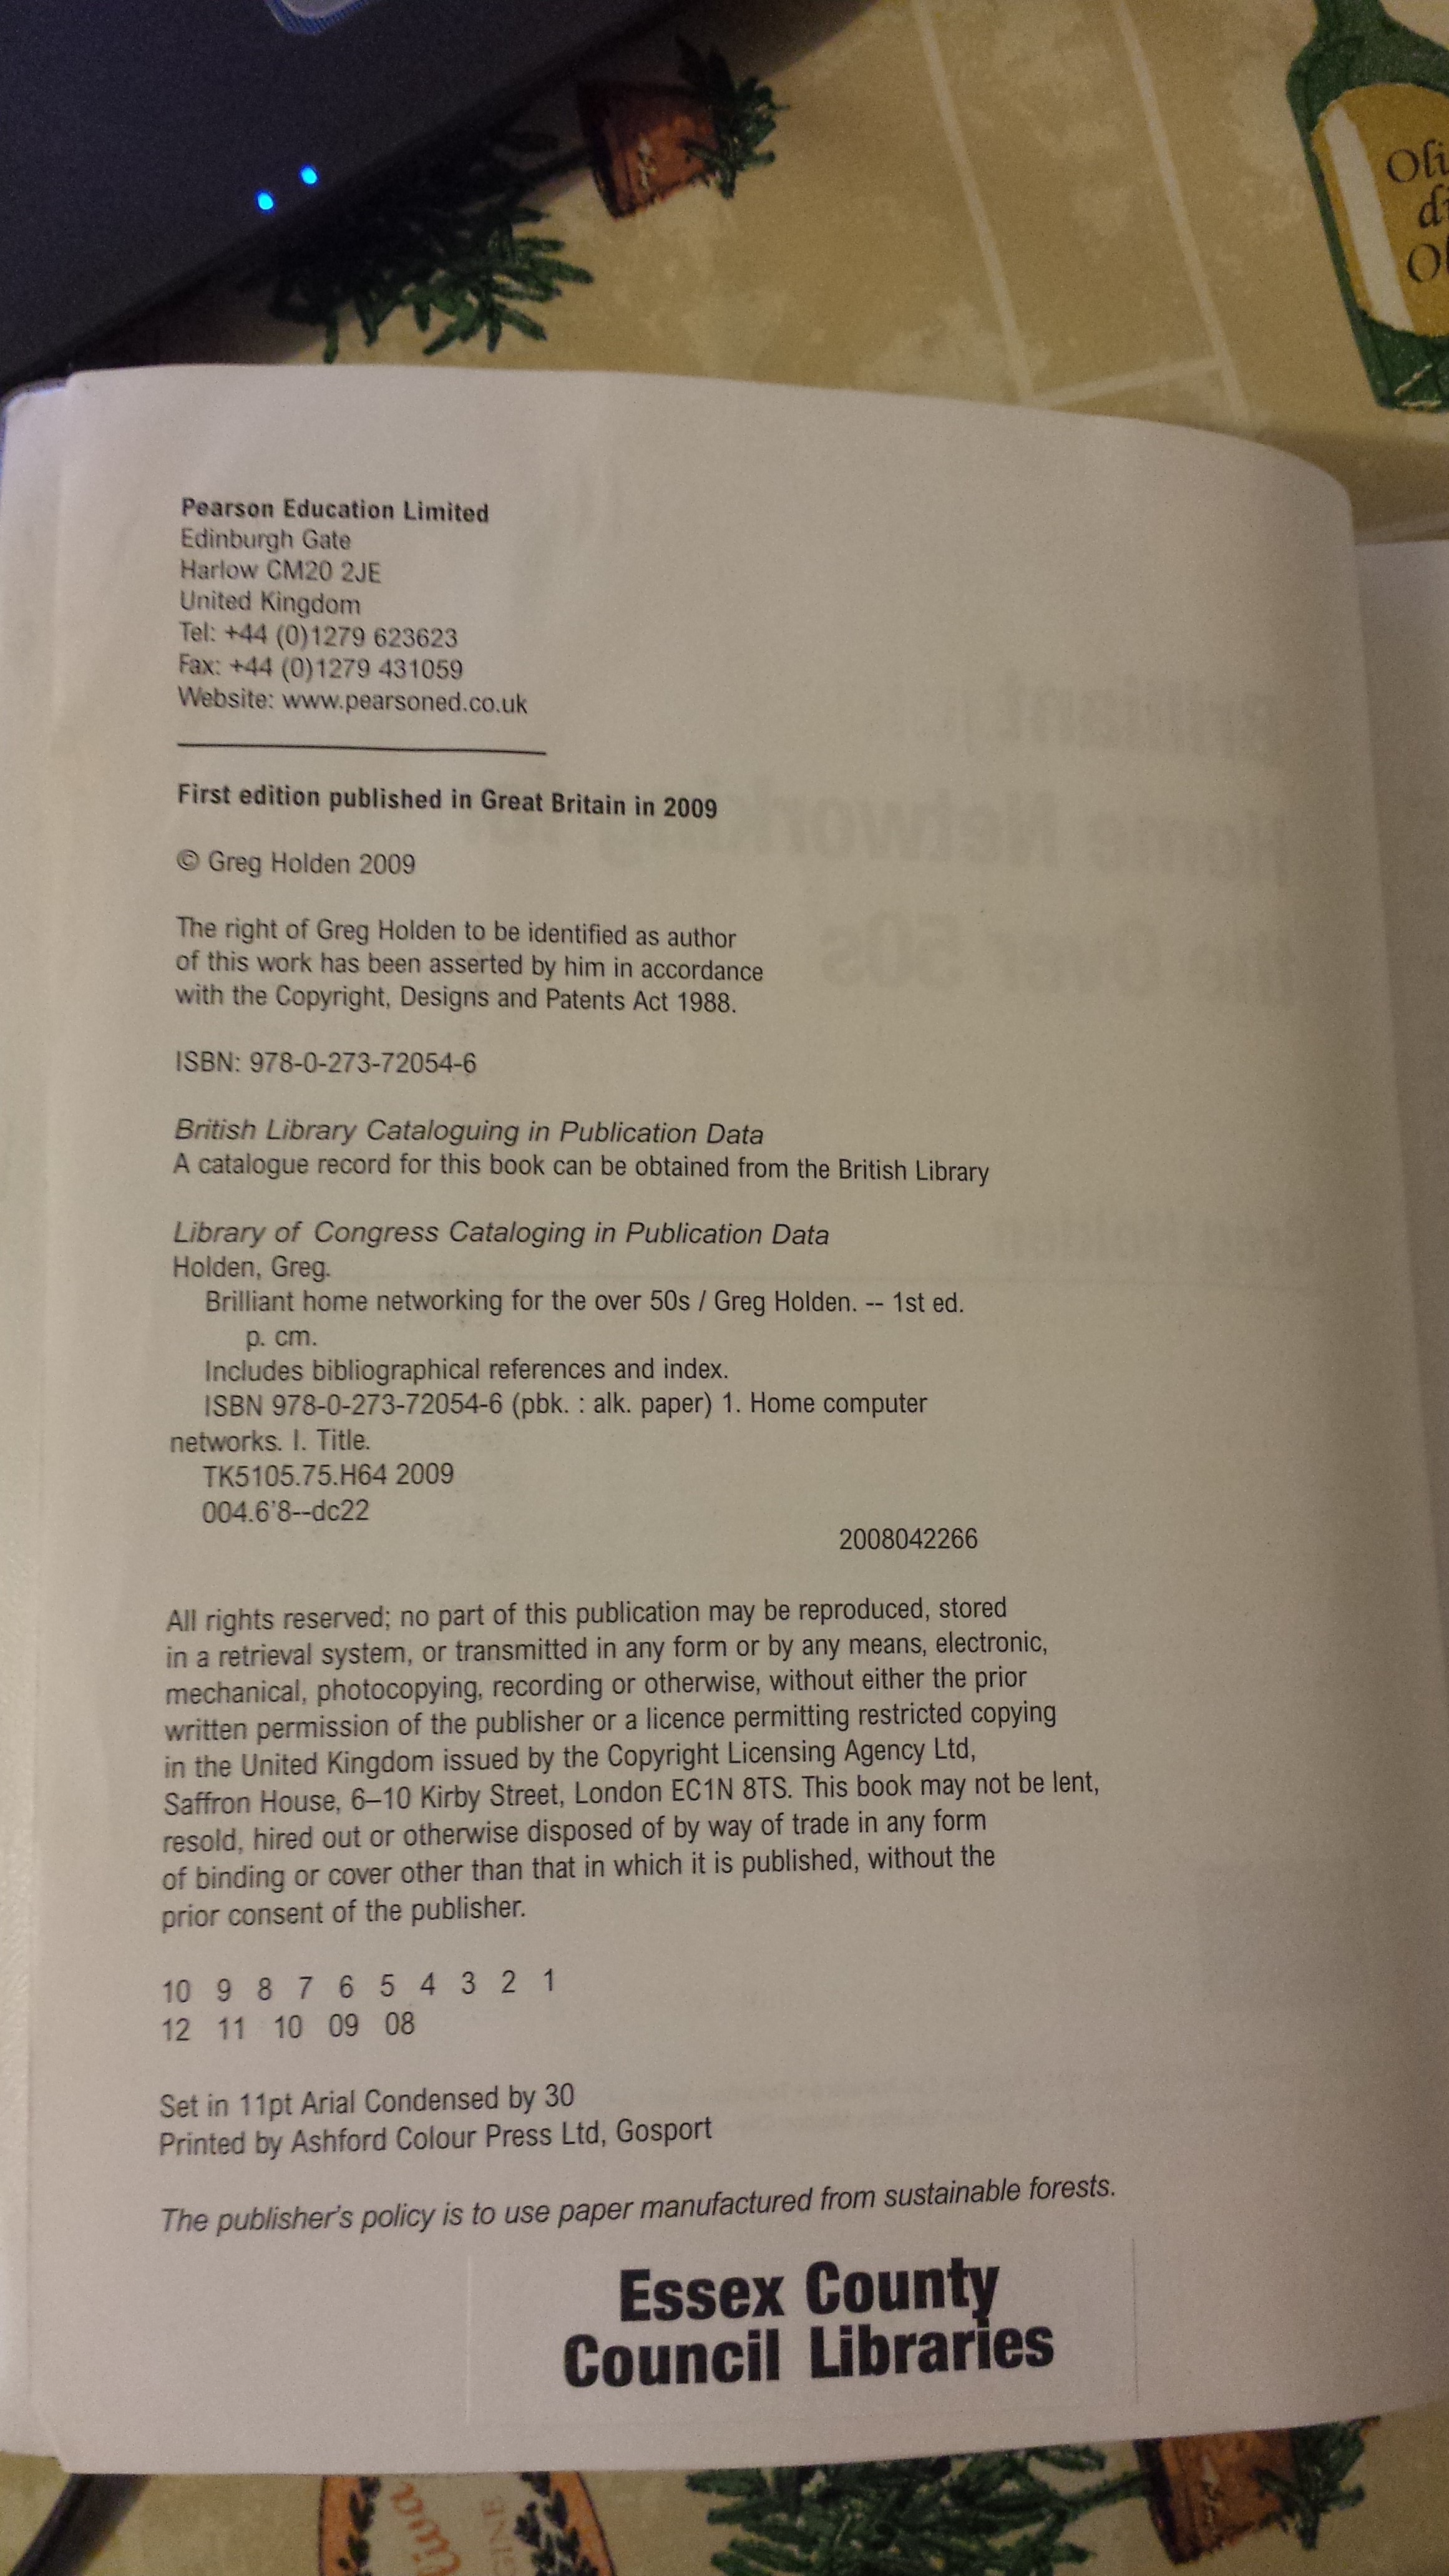 Pearson Education Limited
Edinburgh Gate
Harlow CM20 2JE
United Kingdom
Tel: +44 (0)1279 623623
Fax: +44 (0)1279 431059
Website: www.pearsoned.co.uk
First edition published in Great Britain in 2009
© Greg Holden 2009
The right of Greg Holden to be identified as author
of this work has been asserted by him in accordance
with the Copyright, Designs and Patents Act 1988.
ISBN: 978-0-273-72054-6
British Library Cataloguing in Publication Data
A catalogue record for this book can be obtained from the British Library
Library of Congress Cataloging in Publication Data
Holden, Greg.
Brilliant home networking for the over 50s / Greg Holden. -- 1st ed.
p. cm.
Includes bibliographical references and index.
ISBN 978-0-273-72054-6 (pbk. : alk. paper) 1. Home computer
networks. I. Title.
TK5105.75.H64 2009
004.6'8--dc22
2008042266
All rights reserved; no part of this publication may be reproduced, stored
in a retrieval system, or transmitted in any form or by any means, electronic,
mechanical, photocopying, recording or otherwise, without either the prior
written permission of the publisher or a licence permitting restricted copying
in the United Kingdom issued by the Copyright Licensing Agency Ltd,
Saffron House, 6–10 Kirby Street, London EC1N 8TS. This book may not be lent,
resold, hired out or otherwise disposed of by way of trade in any form
of binding or cover other than that in which it is published, without the
prior consent of the publisher.
10 9 8 7 6 5 4 3 2 1
12 11 10 09 08
Set in 11pt Arial Condensed by 30
Printed by Ashford Colour Press Ltd, Gosport
The publisher's policy is to use paper manufactured from sustainable forests.
Essex County
Council Libraries